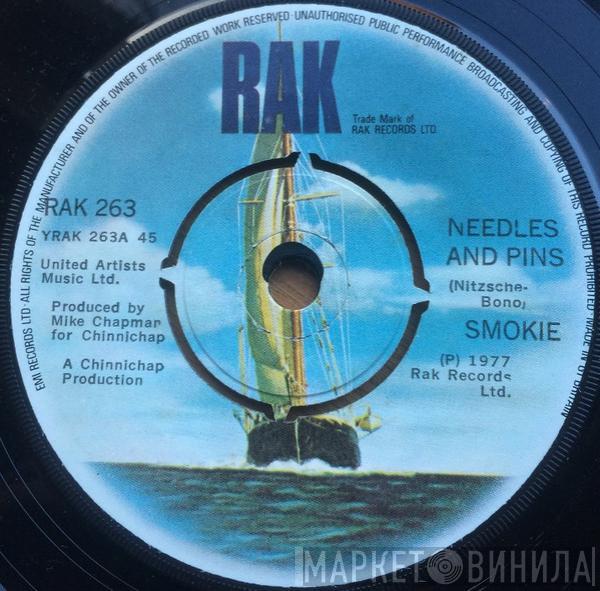 EMI RECORDS LTD·ALL RIGHTS OF THE MANUFACTURER AND OF THE OWNER OF THE RECORDED WORK RESERVED·UNAUTHORISED PUBLIC PERFORMANCE BROADCASTING AND COPYING OF THIS RECORD PROHIBITED·MADE IN GT BRITAIN
RAK
Trade Mark of
RAK RECORDS LTD.
RAK 263
YRAK 263A 45
United Artists
Music Ltd.
Produced by
Mike Chapman
for Chinnichap
A Chinnichap
Production
NEEDLES
AND PINS
(Nitzsche-
Bono)
SMOKIE
(P) 1977
Rak Records
Ltd.
МАРКЕТ ВИНИЛА